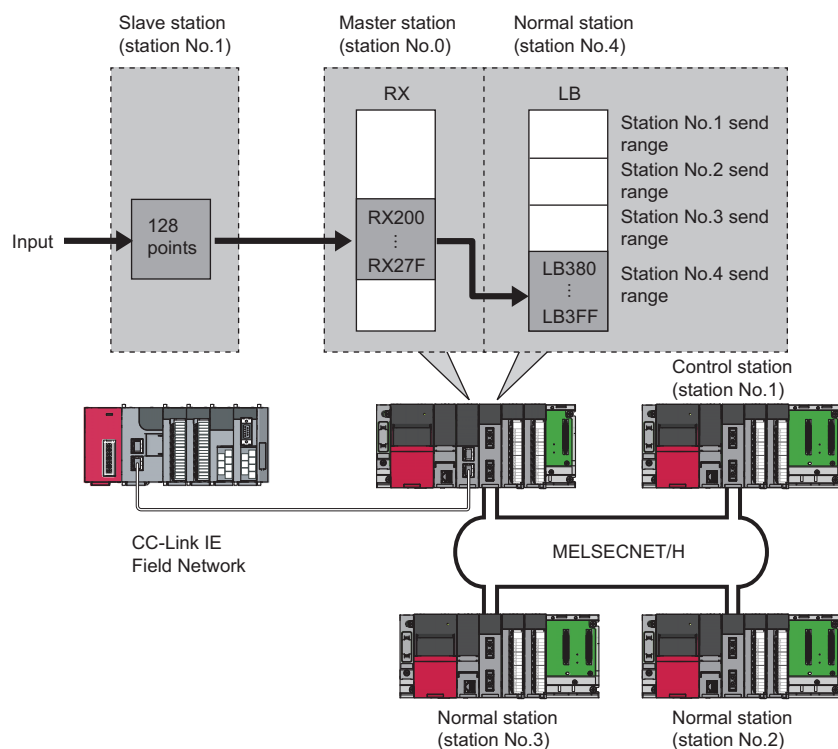 Slave station
(station No.1)
Master station
(station No.0)
Normal station
(station No.4)
RX
LB
Station No.1 send
range
Station No.2 send
range
Station No.3 send
range
Station No.4 send
range
Input
128
points
RX200
⋮
RX27F
LB380
⋮
LB3FF
Control station
(station No.1)
CC-Link IE
Field Network
MELSECNET/H
Normal station
(station No.3)
Normal station
(station No.2)